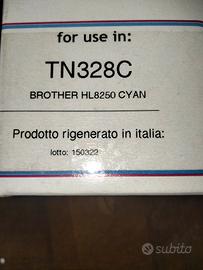 for use in:
TN328C
BROTHER HL8250 CYAN
Prodotto rigenerato in italia:
lotto: 150322
subito